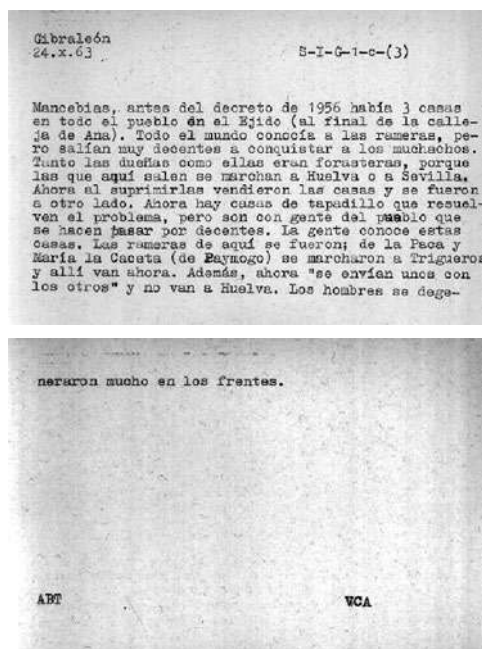 Gibraleón
24.x.63 S-I-G-1-c-(3)
Mancebias, antes del decreto de 1956 había 3 casas
en todo el pueblo en el Ejido (al final de la calle-
ja de Ana). Todo el mundo conocía a las rameras, pe-
ro salían muy decentes a conquistar a los muchachos.
Tanto las dueñas como ellas eran forasteras, porque
las que aquí salen se marchan a Huelva o a Sevilla.
Ahora al suprimirlas vendieron las casas y se fueron
a otro lado. Ahora hay casas de tapadillo que resuel-
ven el problema, pero son con gente del pueblo que
se hacen pasar por decentes. La gente conoce estas
casas. Las rameras de aquí se fueron; de la Paca y
María la Caceta (de Paymogo) se marcharon a Trigueros
y allí van ahora. Además, ahora "se envían unos con
los otros" y no van a Huelva. Los hombres se dege-
neraron mucho en los frentes.
ABT VCA